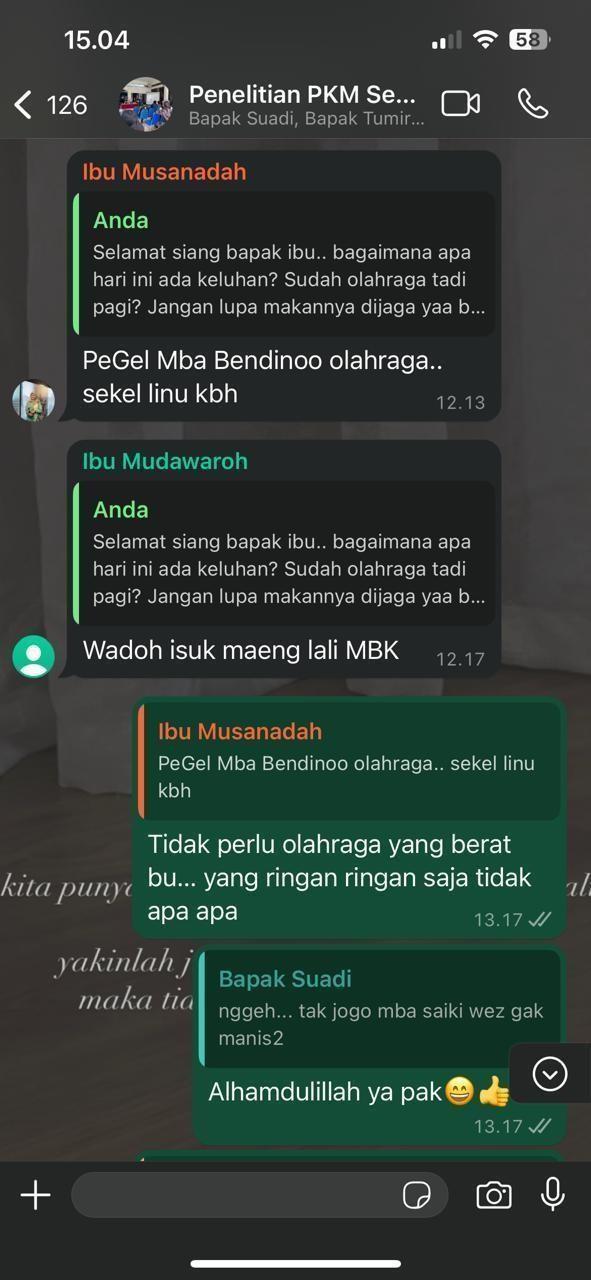 15.04
58
126
Penelitian PKM Se...
Bapak Suadi, Bapak Tumir...
Ibu Musanadah
Anda
Selamat siang bapak ibu.. bagaimana apa
hari ini ada keluhan? Sudah olahraga tadi
pagi? Jangan lupa makannya dijaga yaa b...
PeGel Mba Bendinoo olahraga..
sekel linu kbh
12.13
Ibu Mudawaroh
Anda
Selamat siang bapak ibu.. bagaimana apa
hari ini ada keluhan? Sudah olahraga tadi
pagi? Jangan lupa makannya dijaga yaa b...
Wadoh isuk maeng lali MBK
12.17
Ibu Musanadah
PeGel Mba Bendinoo olahraga.. sekel linu
kbh
Tidak perlu olahraga yang berat
bu... yang ringan ringan saja tidak
apa apa
13.17
kita puny
yakinlah j
maka tia
Bapak Suadi
nggeh... tak jogo mba saiki wez gak
manis2
Alhamdulillah ya pak😄👍
13.17